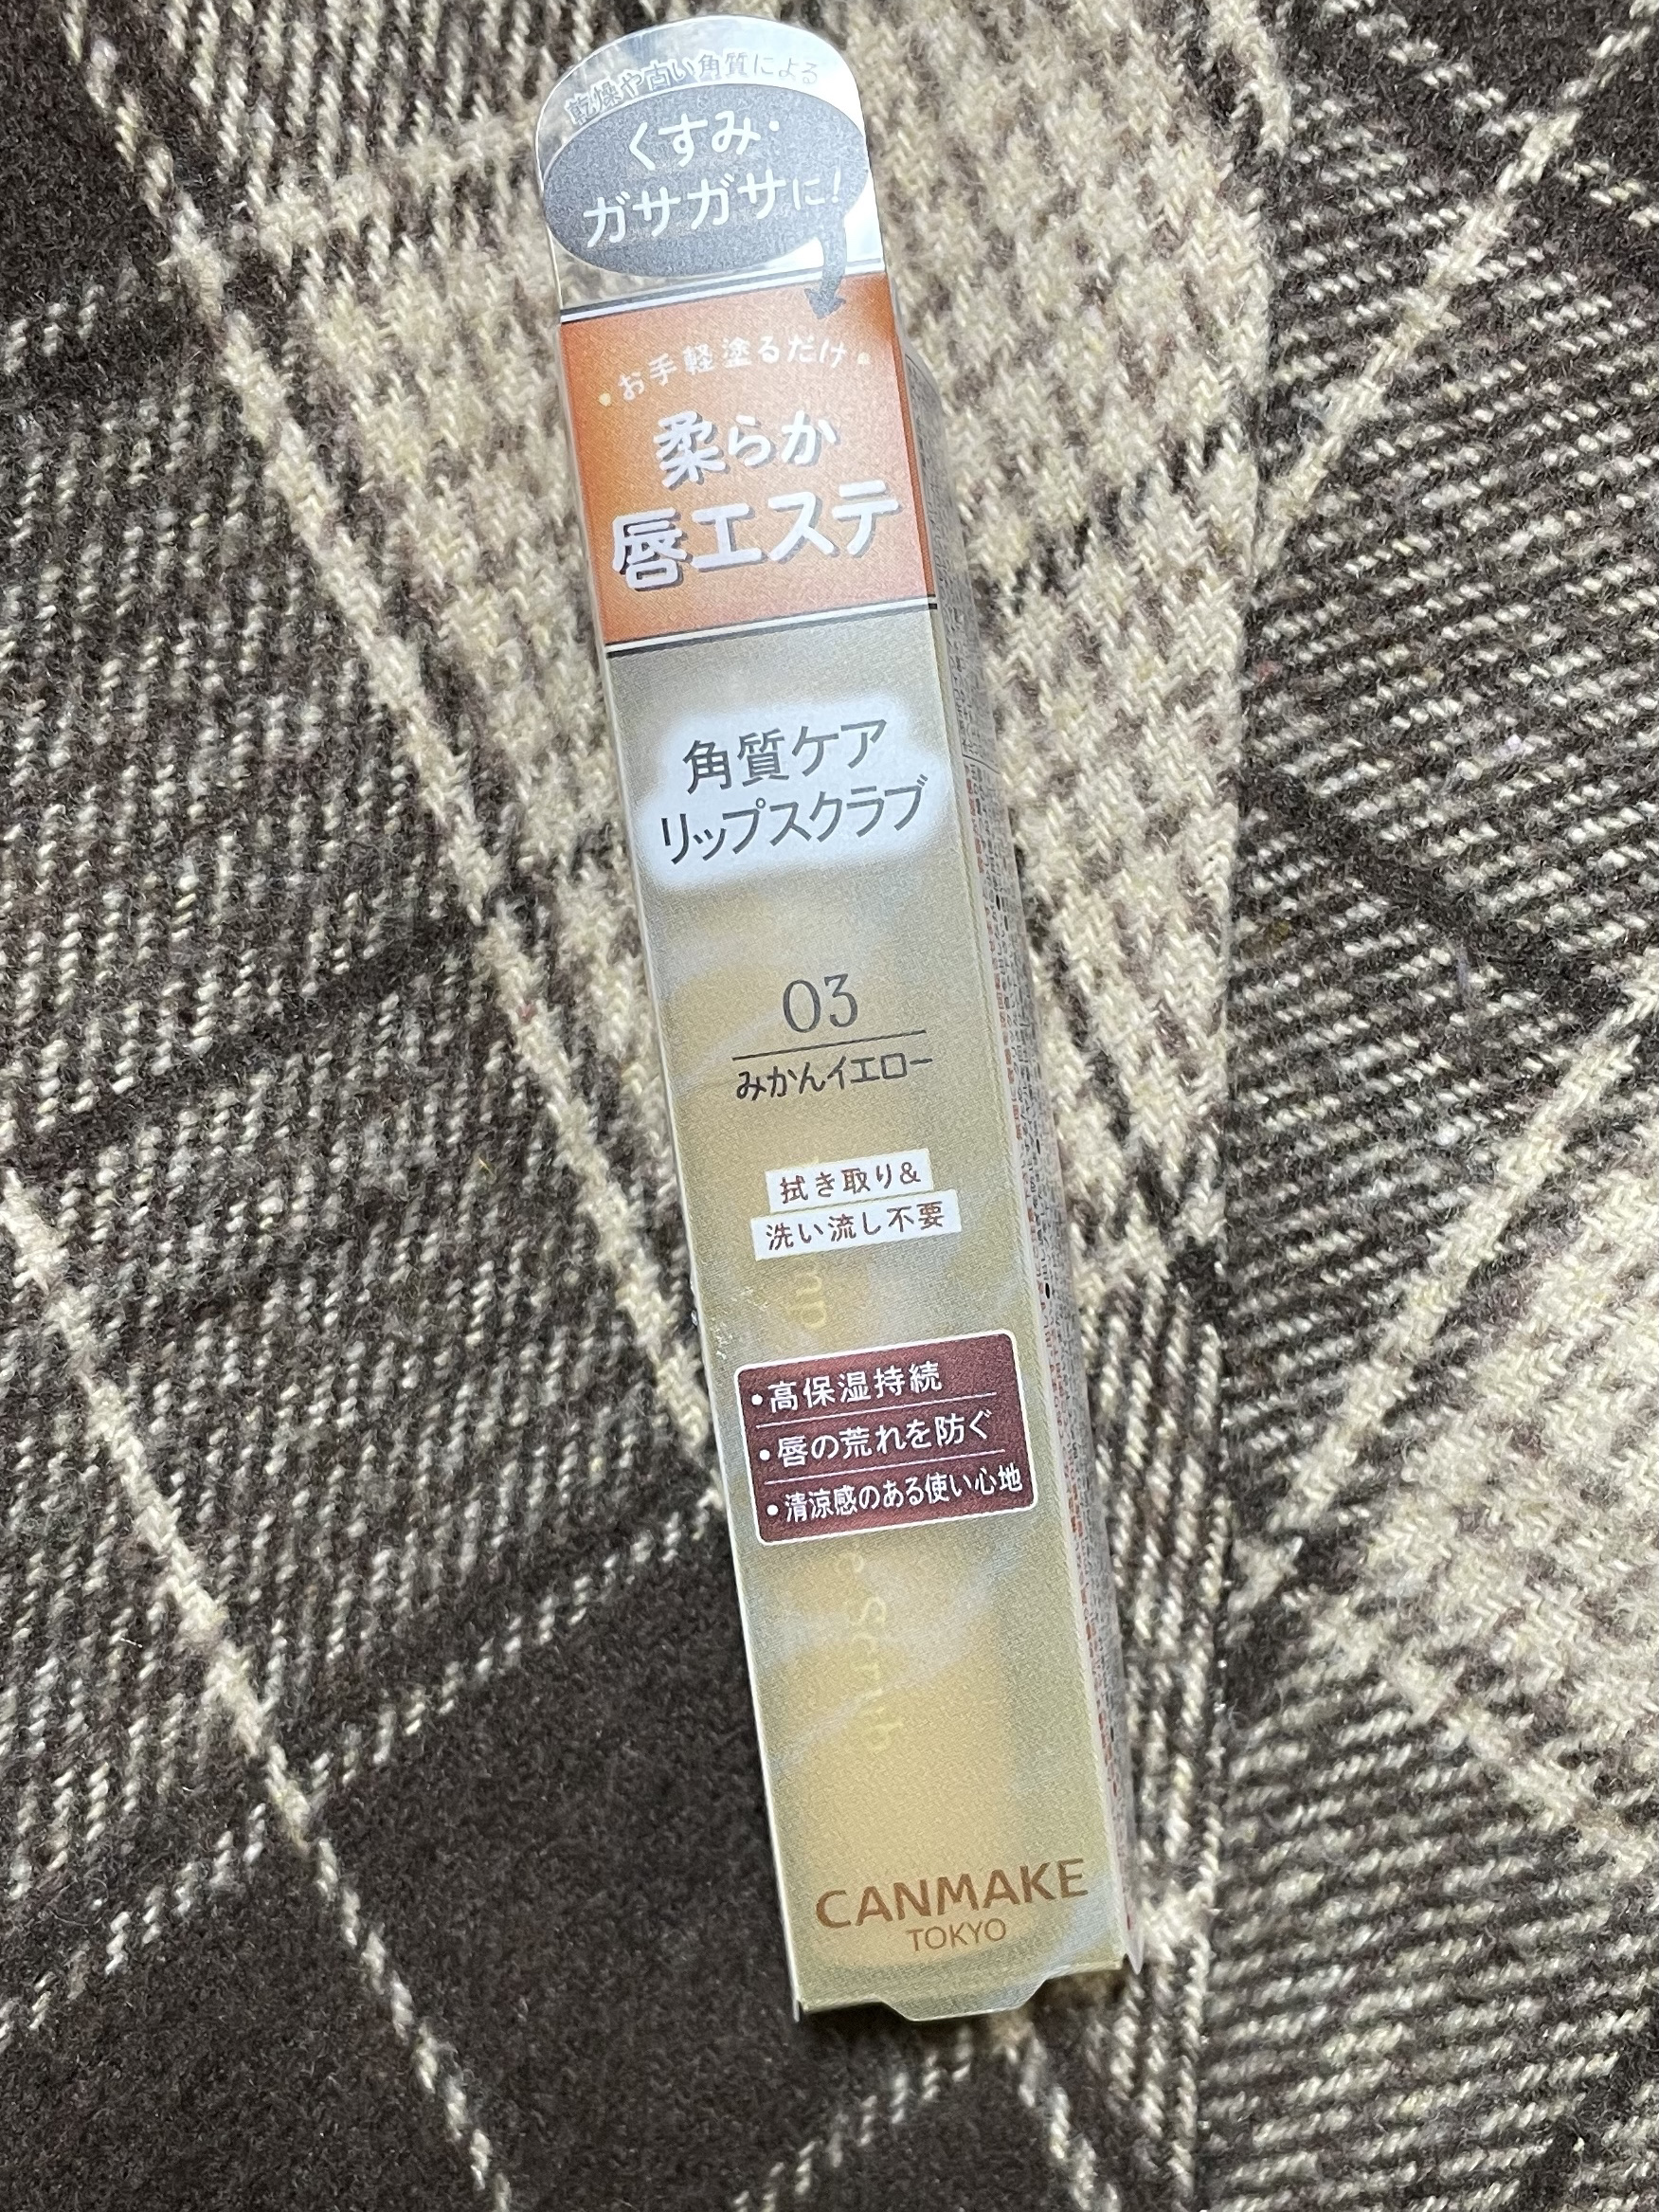 乾燥や古い角質による
くすみ・
ガサガサに!
・お手軽塗るだけ・
柔らか
唇エステ
角質ケア
リップスクラブ
03
みかんイエロー
拭き取り&
洗い流し不要
・高保湿持続
・唇の荒れを防ぐ
・清涼感のある使い心地
CANMAKE
TOKYO